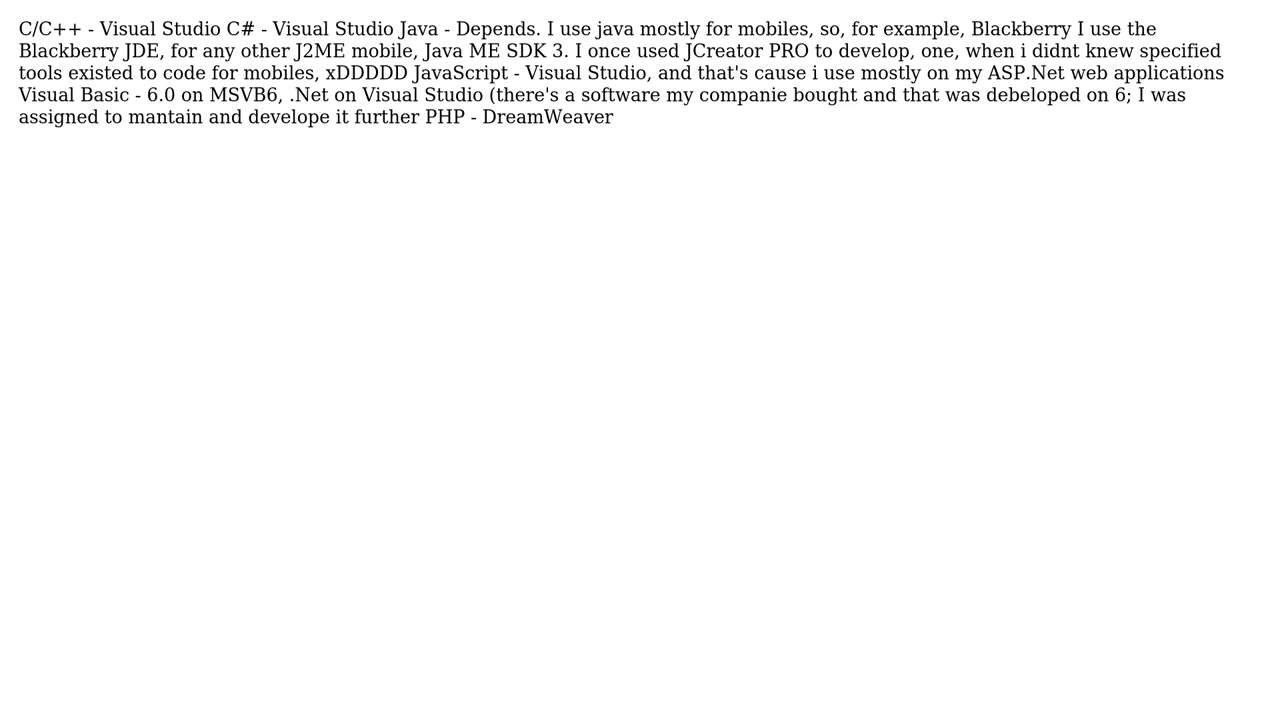 C/C++ - Visual Studio C# - Visual Studio Java - Depends. I use java mostly for mobiles, so, for example, Blackberry I use the
Blackberry JDE, for any other J2ME mobile, Java ME SDK 3. I once used JCreator PRO to develop, one, when i didnt knew specified
tools existed to code for mobiles, xDDDDD JavaScript - Visual Studio, and that's cause i use mostly on my ASP.Net web applications
Visual Basic - 6.0 on MSVB6, .Net on Visual Studio (there's a software my companie bought and that was debeloped on 6; I was
assigned to mantain and develope it further PHP - DreamWeaver